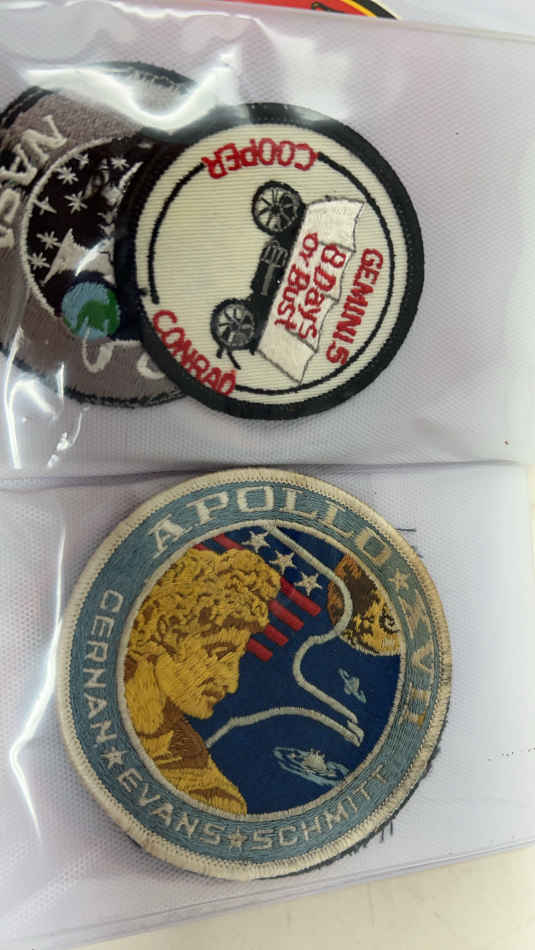 NASA
COOPER
GEMINI 5
8 Days
or Bust
CONRAD
APOLLO XVII
CERNAN EVANS SCHMITT